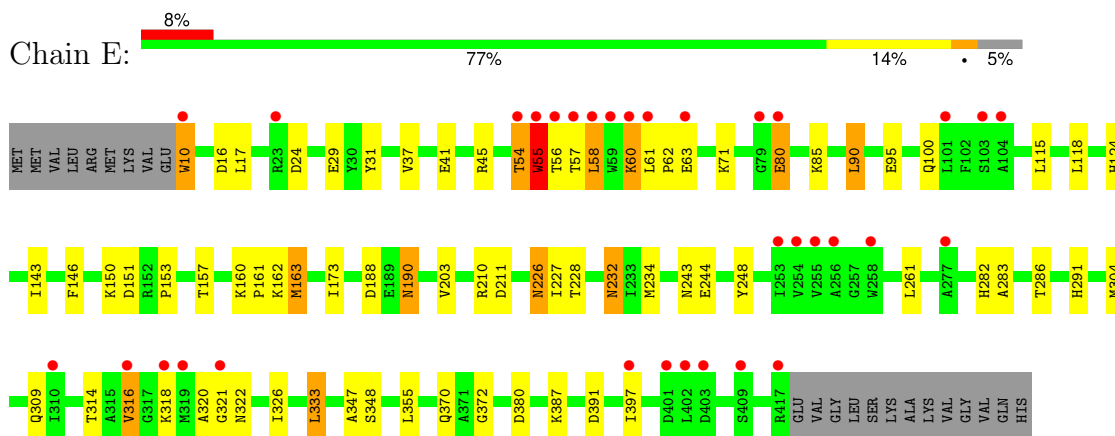 8%
Chain E:
77% 14% • 5%
MET MET VAL LEU ARG MET LYS VAL GLU W10 D16 L17 R23 D24 E29 Y30 Y31 V37 E41 R45 T54 W55 T56 T57 L58 W59 K60 L61 P62 E63 K71 G79 E80 K85 L90 E95 Q100 L101 F102 S103 A104 L115 L118 H124
I143 F146 K150 D151 R152 P153 T157 K160 P161 K162 M163 I173 D188 E189 N190 V203 R210 D211 N226 I227 T228 N232 I233 M234 N243 E244 Y248 I253 V254 V255 A256 G257 W258 L261 A277 H282 A283 T286 H291 M304
Q309 I310 T314 A315 V316 G317 K318 M319 A320 G321 N322 I326 L333 A347 S348 L355 Q370 A371 G372 D380 K387 D391 I397 D401 L402 D403 S409 R417 GLU VAL GLY LEU SER LYS ALA LYS VAL GLY VAL GLN HIS